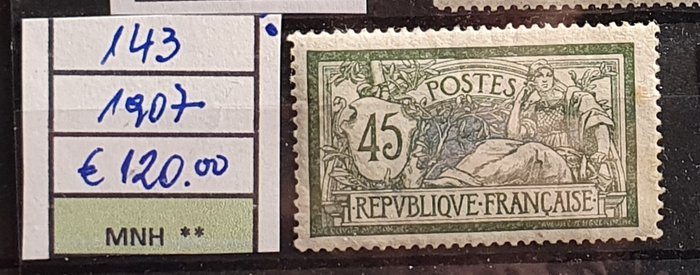 143
1907
€ 120.00
MNH **
POSTES
45
·REPVBLIQVE·FRANÇAISE·